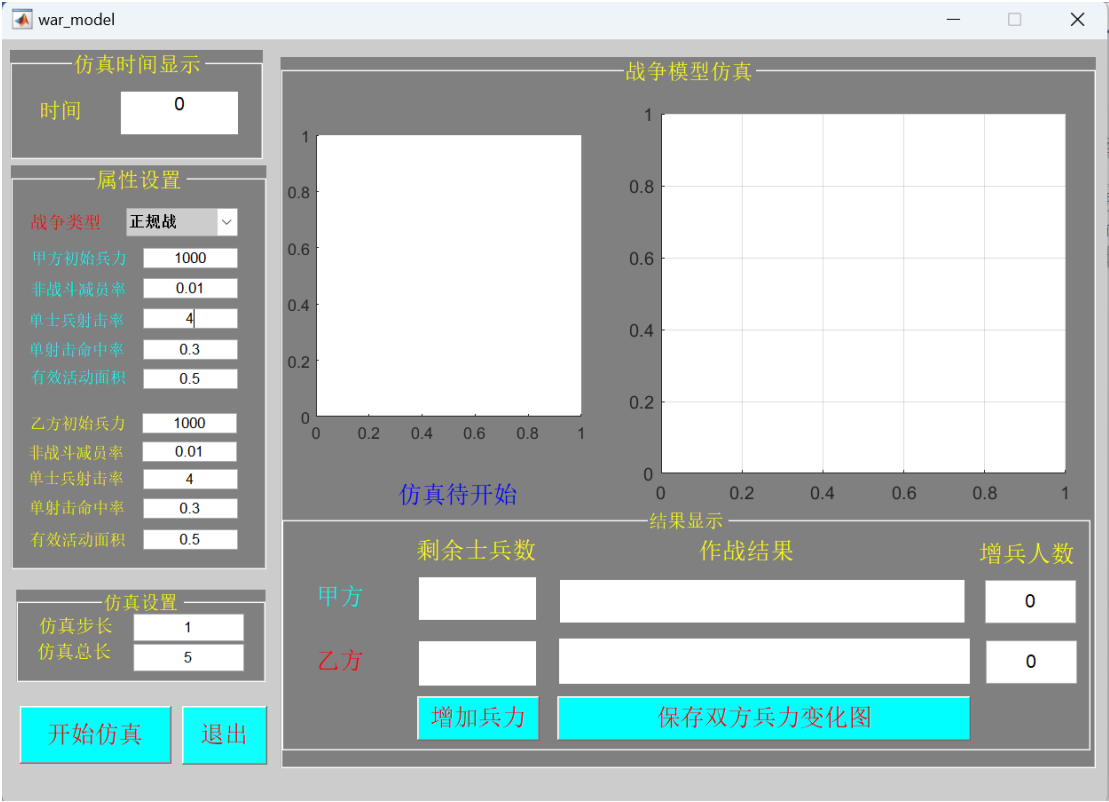 war_model
仿真时间显示
时间 0
属性设置
战争类型 正规战
甲方初始兵力 1000
非战斗减员率 0.01
单士兵射击率 4
单射击命中率 0.3
有效活动面积 0.5
乙方初始兵力 1000
非战斗减员率 0.01
单士兵射击率 4
单射击命中率 0.3
有效活动面积 0.5
仿真设置
仿真步长 1
仿真总长 5
开始仿真 退出
战争模型仿真
1
0.8
0.6
0.4
0.2
0
0 0.2 0.4 0.6 0.8 1
1
0.8
0.6
0.4
0.2
0
0 0.2 0.4 0.6 0.8 1
仿真待开始
结果显示
剩余士兵数 作战结果 增兵人数
甲方 0
乙方 0
增加兵力 保存双方兵力变化图